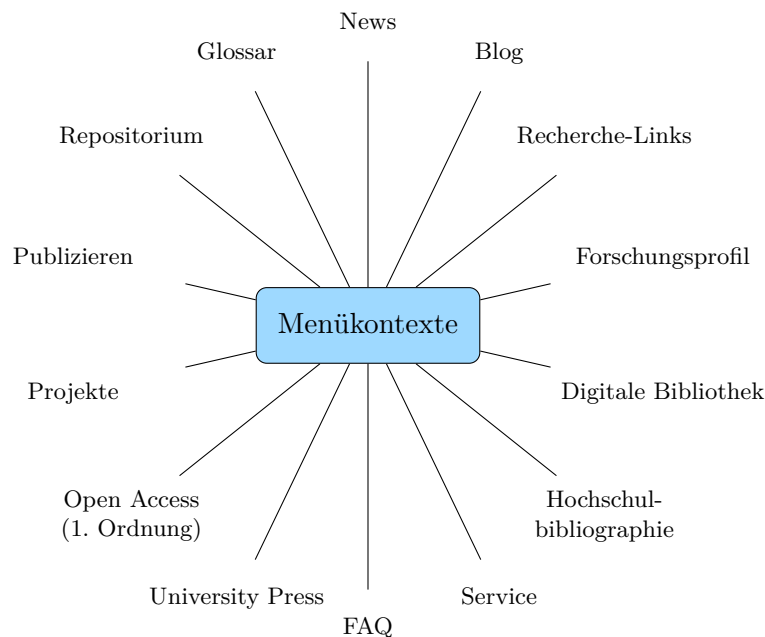 News
Glossar
Blog
Repositorium
Recherche-Links
Publizieren
Forschungsprofil
Menükontexte
Projekte
Digitale Bibliothek
Open Access
(1. Ordnung)
Hochschul-
bibliographie
University Press
Service
FAQ